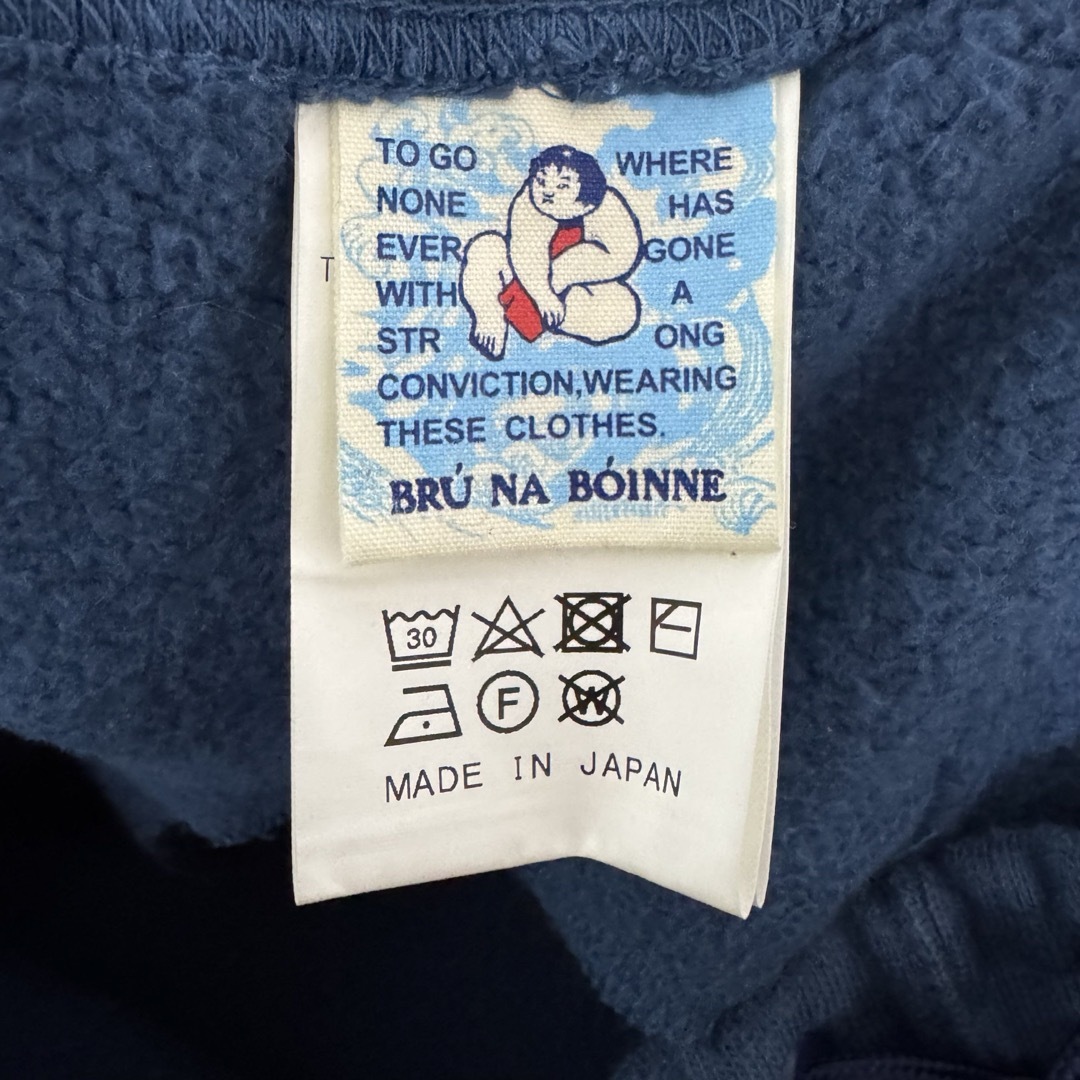 TO GO WHERE
NONE HAS
EVER GONE
WITH A
STR ONG
CONVICTION,WEARING
THESE CLOTHES.
BRÚ NA BÓINNE
T
30
F W
MADE IN JAPAN